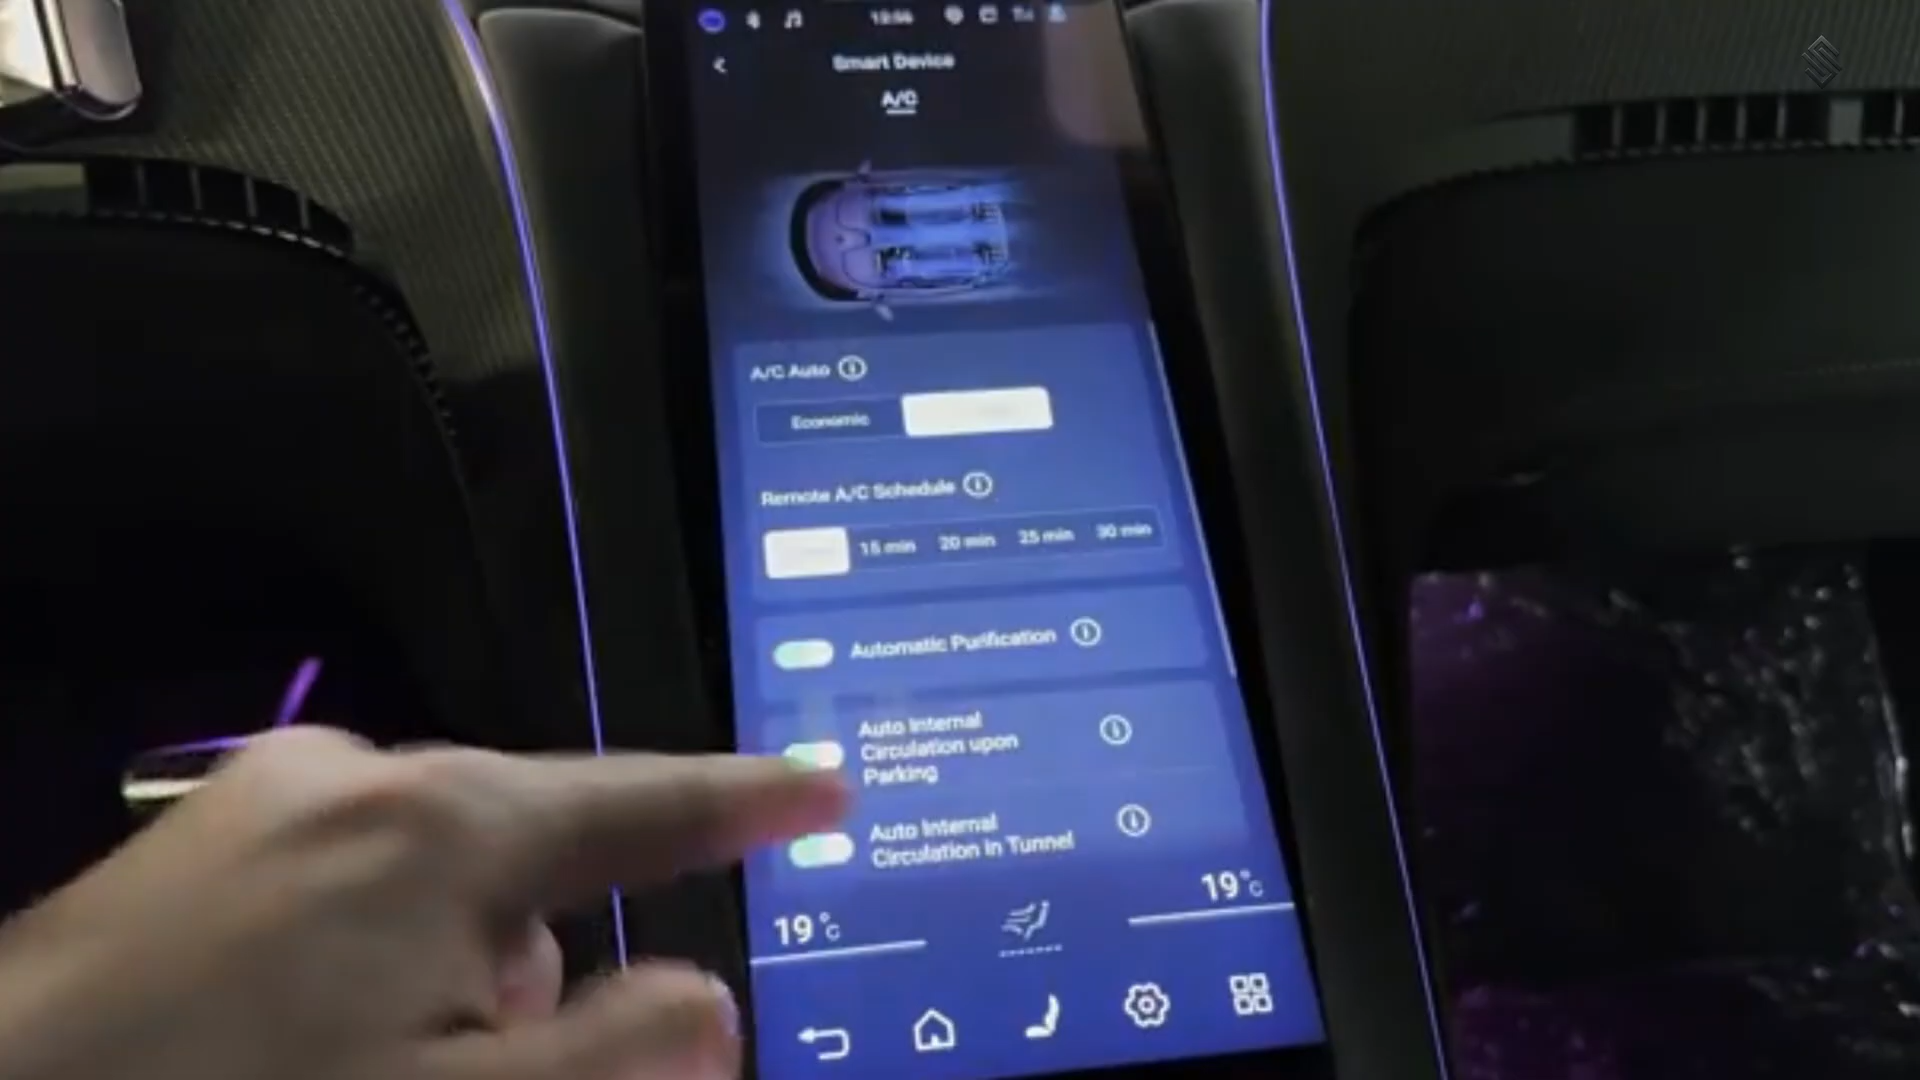 Smart Device
A/C
A/C Auto
Economic
Remote A/C Schedule
15 min 20 min 25 min 30 min
Automatic Purification
Auto Internal
Circulation upon
Parking
Auto Internal
Circulation in Tunnel
19°C
19°C